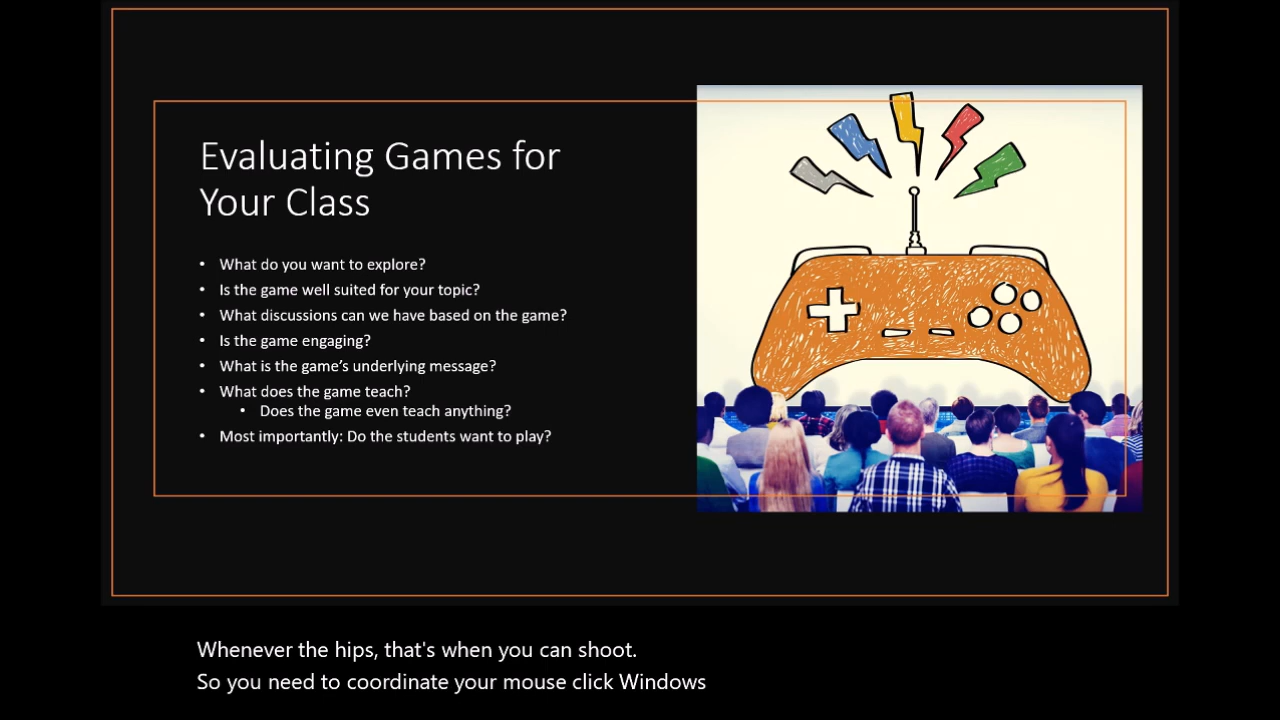 Evaluating Games for
Your Class
• What do you want to explore?
• Is the game well suited for your topic?
• What discussions can we have based on the game?
• Is the game engaging?
• What is the game’s underlying message?
• What does the game teach?
• Does the game even teach anything?
• Most importantly: Do the students want to play?
Whenever the hips, that's when you can shoot.
So you need to coordinate your mouse click Windows